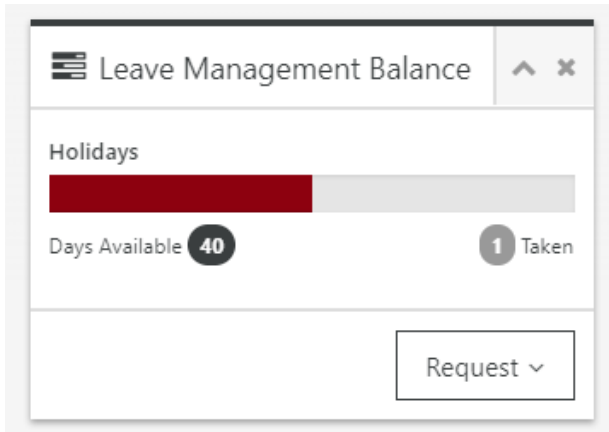 Leave Management Balance
Holidays
Days Available 40 1 Taken
Request